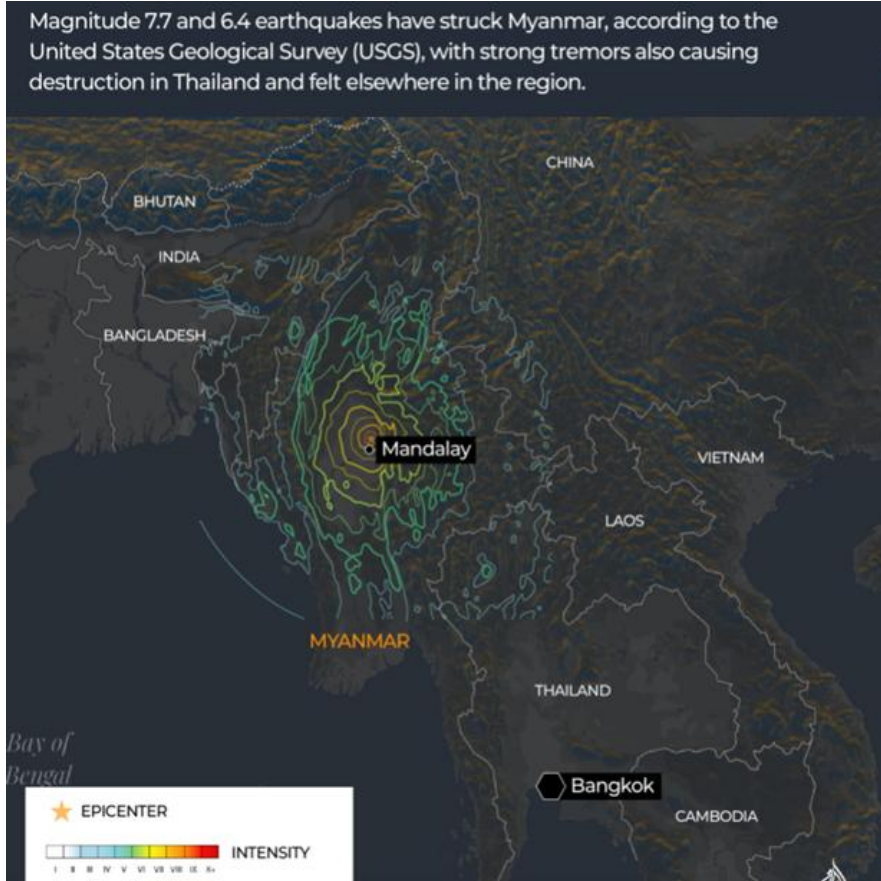 Magnitude 7.7 and 6.4 earthquakes have struck Myanmar, according to the
United States Geological Survey (USGS), with strong tremors also causing
destruction in Thailand and felt elsewhere in the region.
CHINA
BHUTAN
INDIA
BANGLADESH
Mandalay
VIETNAM
LAOS
MYANMAR
THAILAND
Bay of
Bengal
Bangkok
CAMBODIA
EPICENTER
INTENSITY
I II III IV V VI VII VIII IX X+